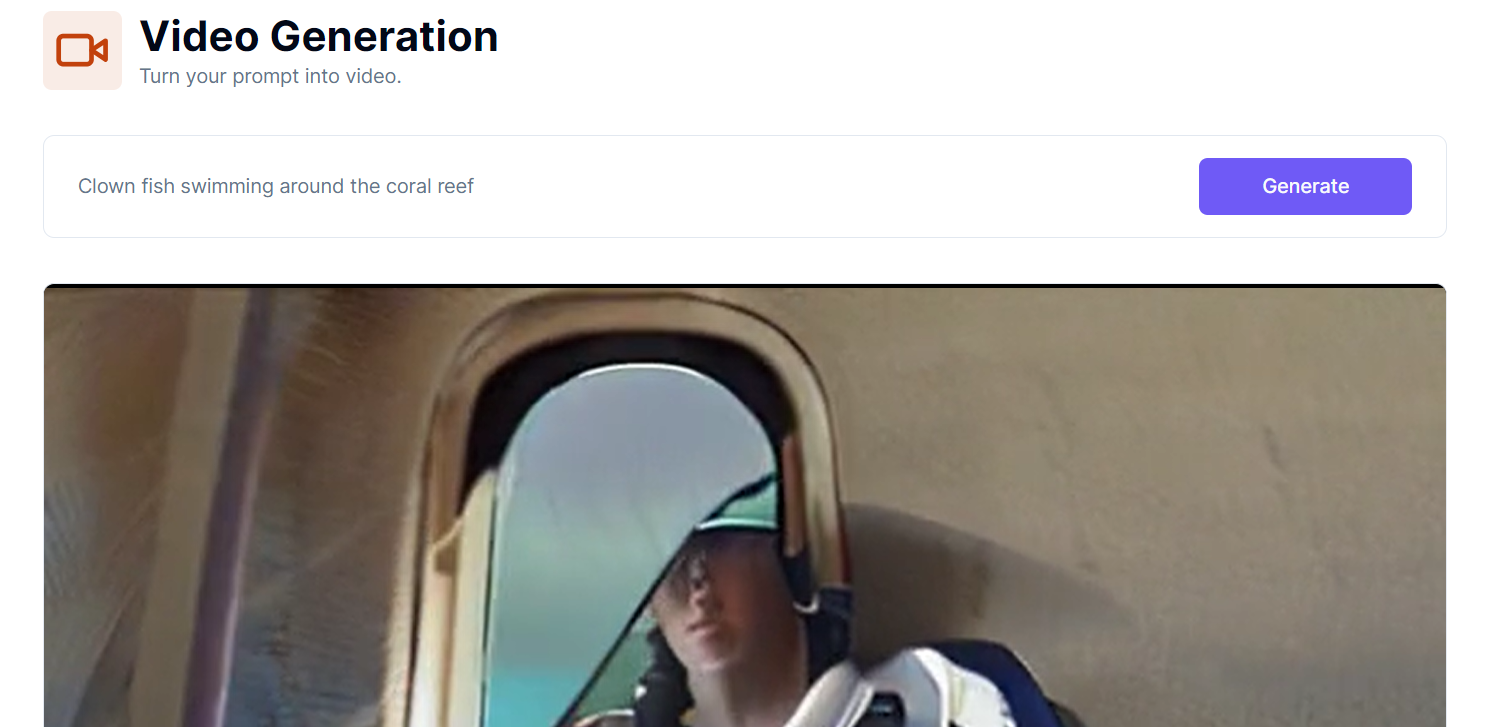 Video Generation
Turn your prompt into video.
Clown fish swimming around the coral reef
Generate